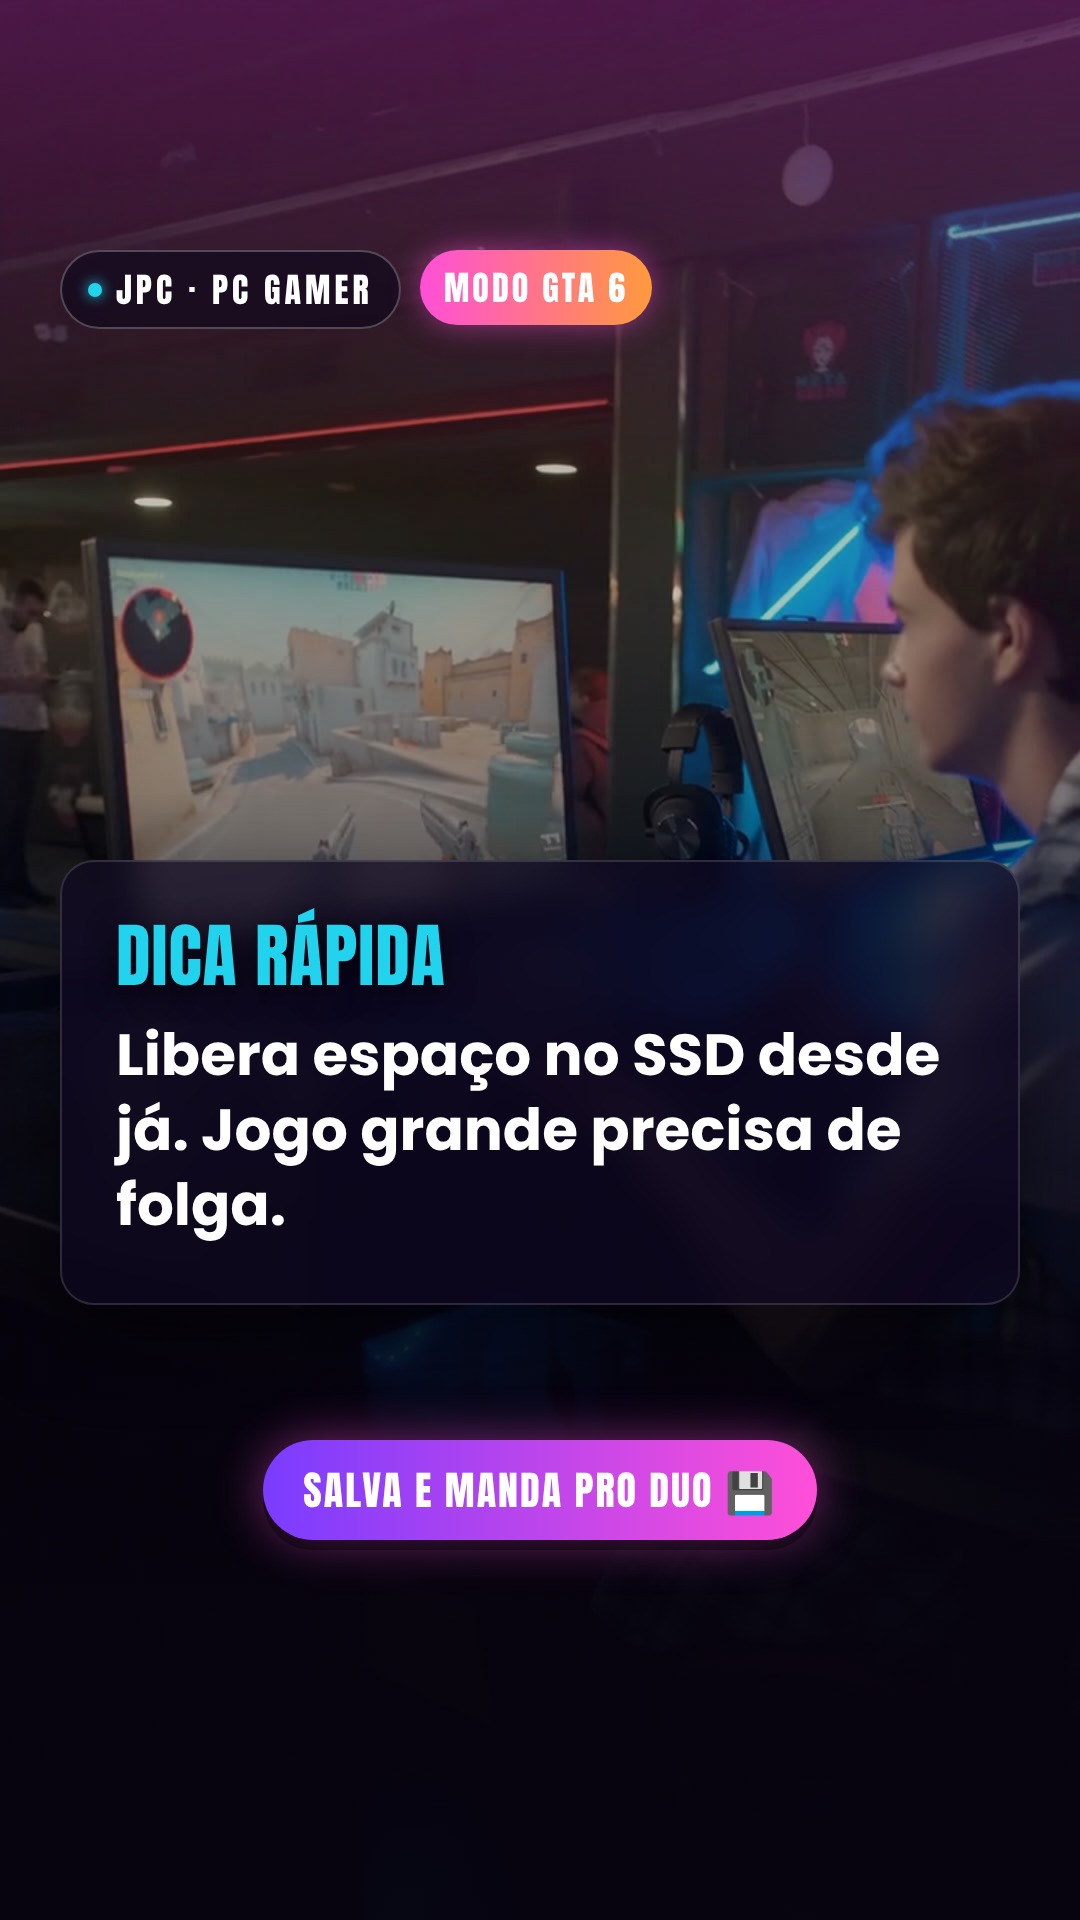 JPC · PC GAMER
MODO GTA 6
DICA RÁPIDA
Libera espaço no SSD desde
já. Jogo grande precisa de
folga.
SALVA E MANDA PRO DUO 💾